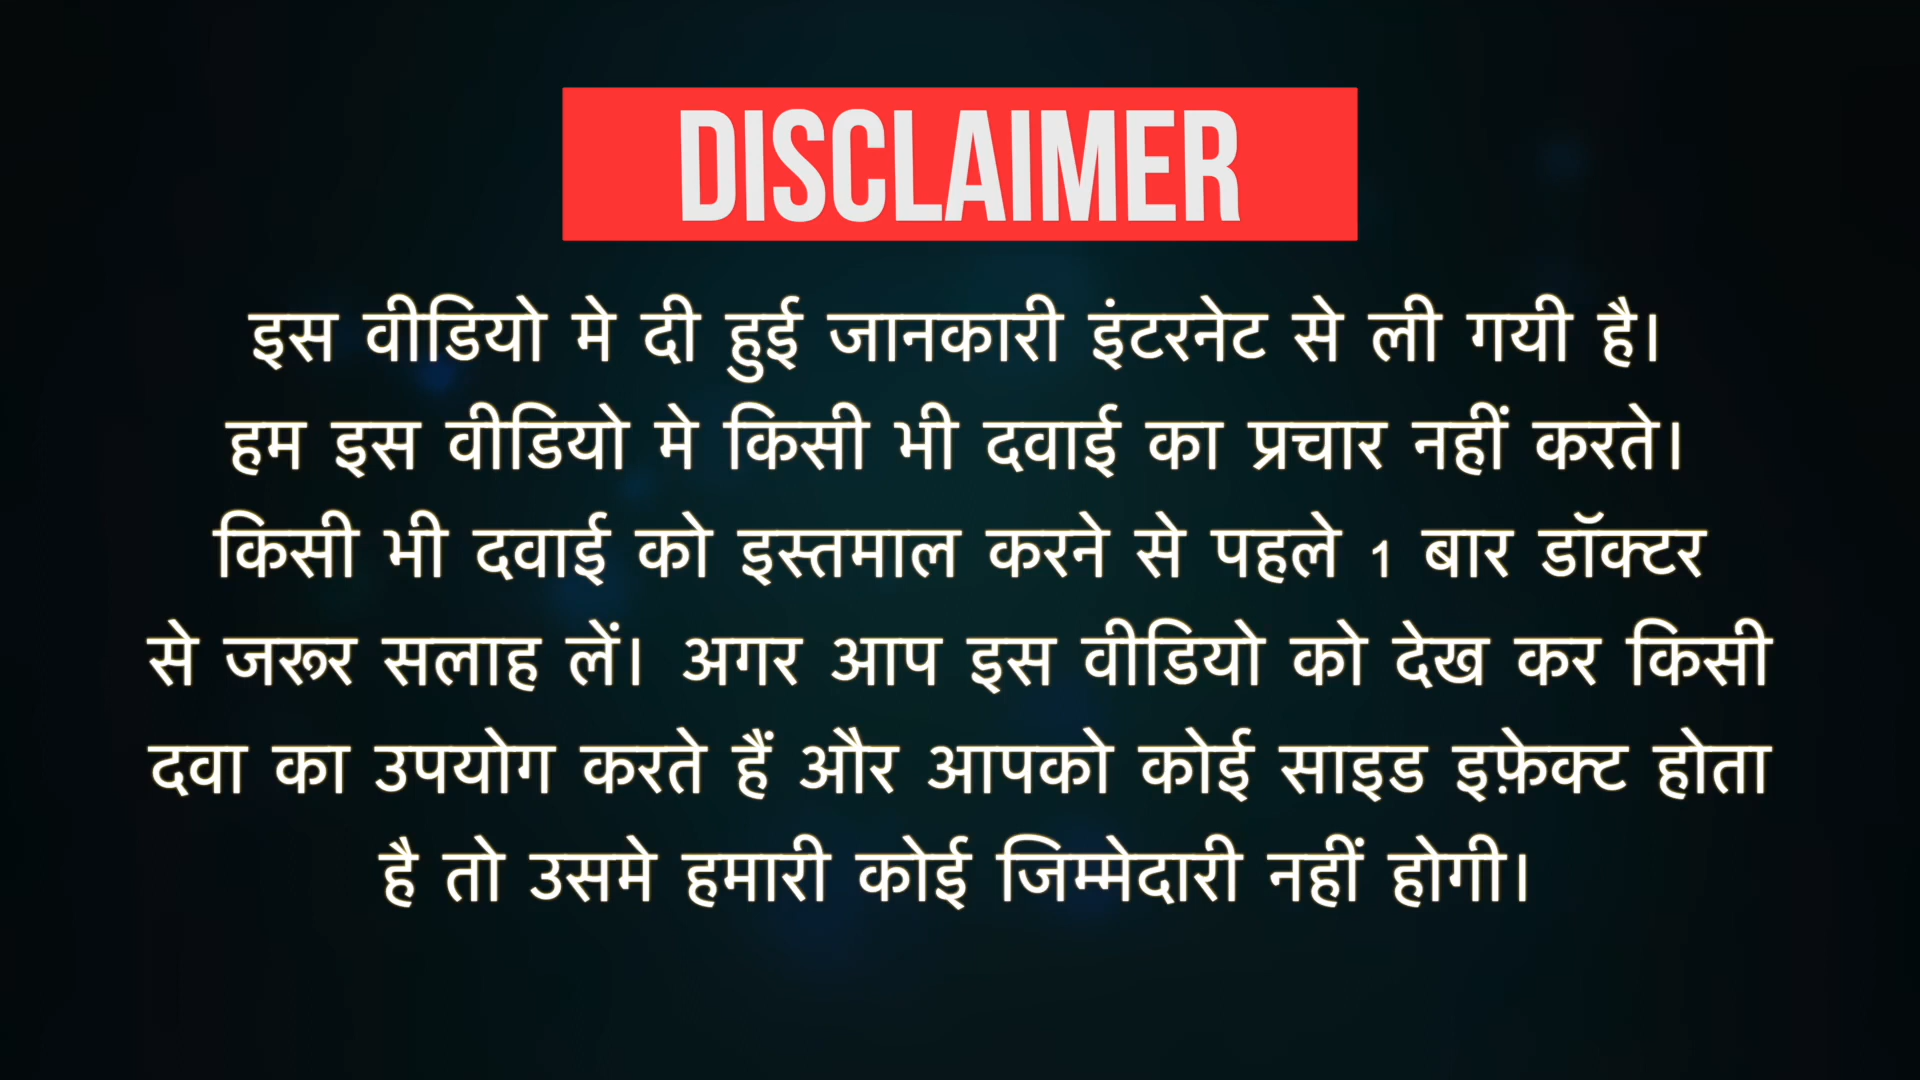 DISCLAIMER
इस वीडियो मे दी हुई जानकारी इंटरनेट से ली गयी है।
हम इस वीडियो मे किसी भी दवाई का प्रचार नहीं करते।
किसी भी दवाई को इस्तमाल करने से पहले 1 बार डॉक्टर
से जरूर सलाह लें। अगर आप इस वीडियो को देख कर किसी
दवा का उपयोग करते हैं और आपको कोई साइड इफ़ेक्ट होता
है तो उसमे हमारी कोई जिम्मेदारी नहीं होगी।